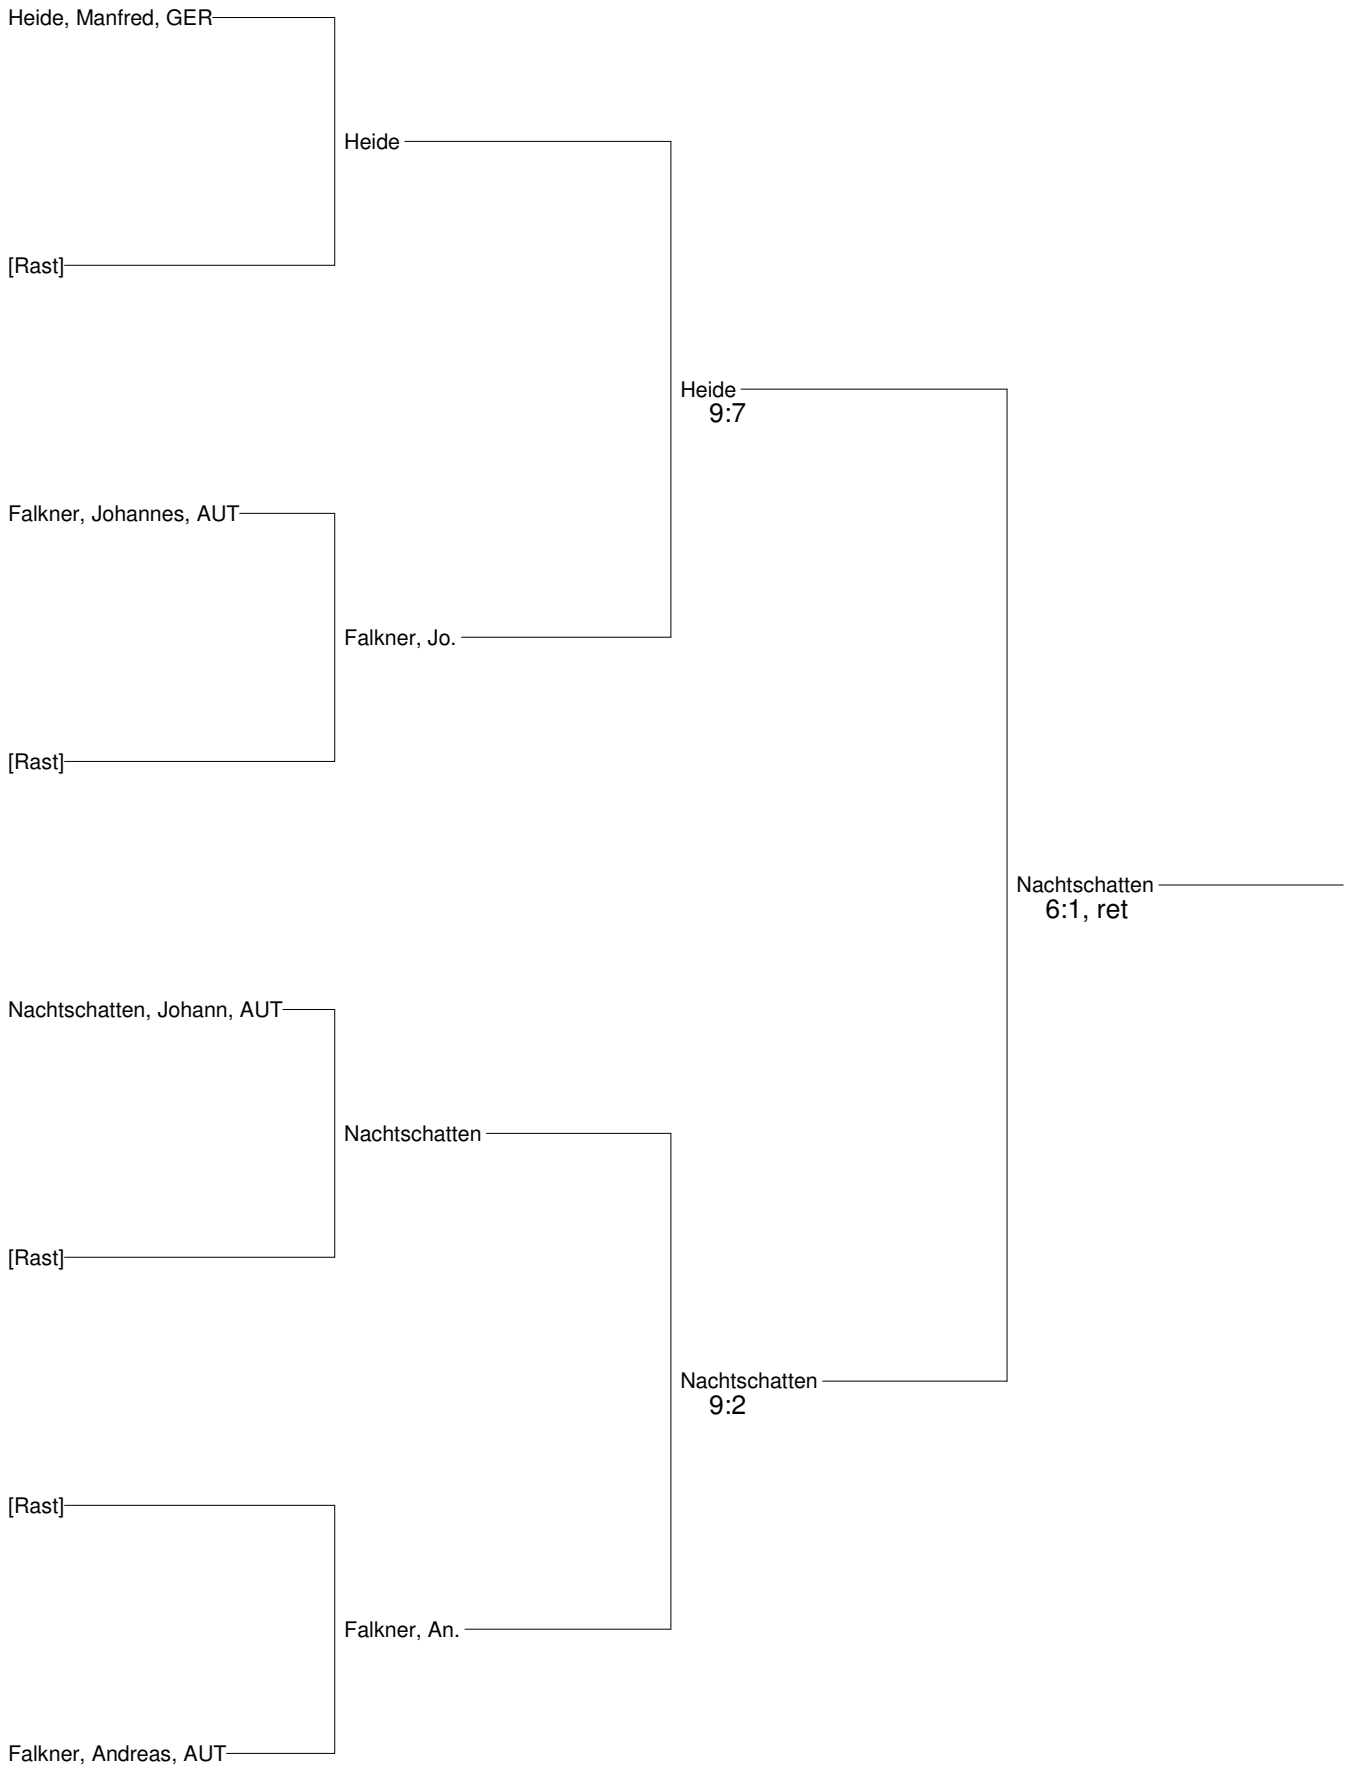 Heide, Manfred, GER
Heide
[Rast]
Heide
9:7
Falkner, Johannes, AUT
Falkner, Jo.
[Rast]
Nachtschatten
6:1, ret
Nachtschatten, Johann, AUT
Nachtschatten
[Rast]
Nachtschatten
9:2
[Rast]
Falkner, An.
Falkner, Andreas, AUT